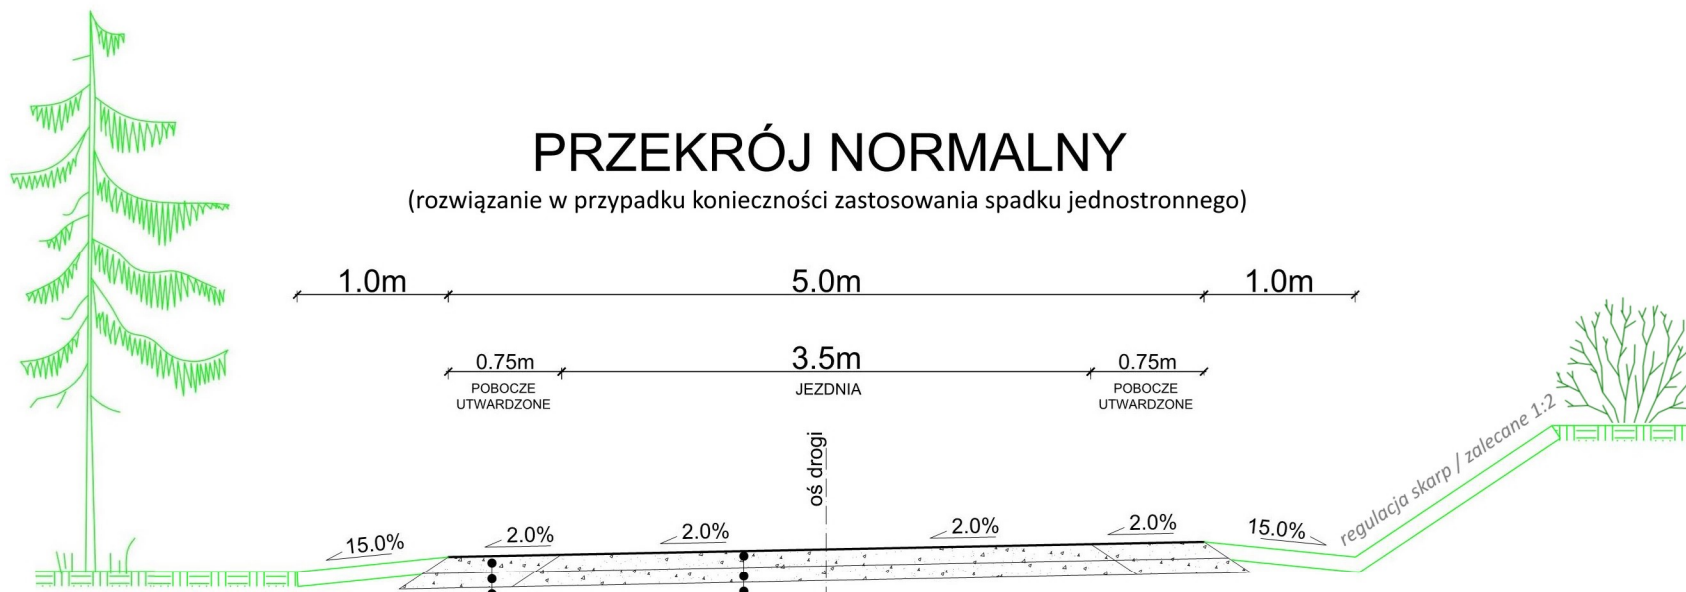 PRZEKRÓJ NORMALNY
(rozwiązanie w przypadku konieczności zastosowania spadku jednostronnego)
1.0m 5.0m 1.0m
0.75m 3.5m 0.75m
POBOCZE UTWARDZONE JEZDNIA POBOCZE UTWARDZONE
oś drogi
regulacja skarp / zalecane 1:2
15.0% 2.0% 2.0% 2.0% 2.0% 15.0%